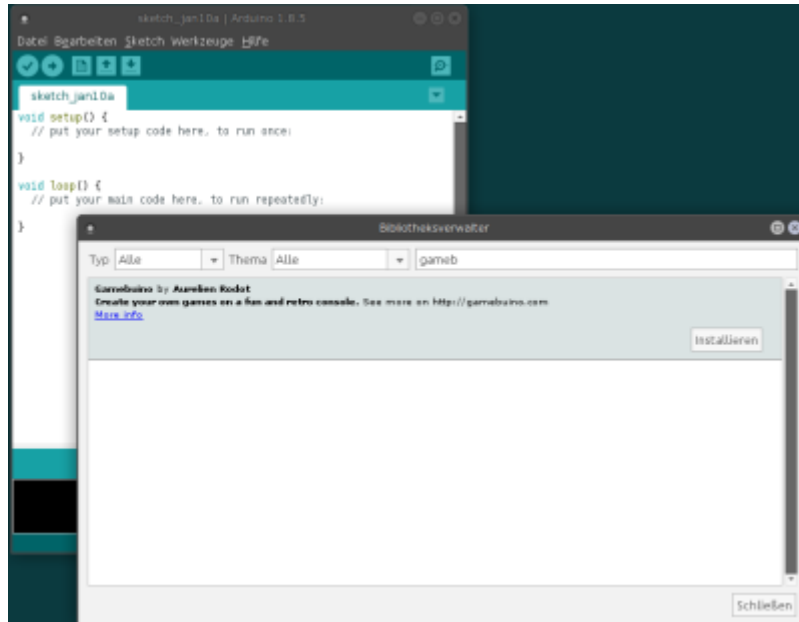 sketch_jan10a | Arduino 1.8.5
Datei Bearbeiten Sketch Werkzeuge Hilfe
sketch_jan10a
void setup() {
// put your setup code here, to run once:
}
void loop() {
// put your main code here, to run repeatedly:
}
Bibliotheksverwalter
Typ Alle Thema Alle gameb
Gamebuino by Aurelien Rodot
Create your own games on a fun and retro console. See more on http://gamebuino.com
More info
Installieren
Schließen